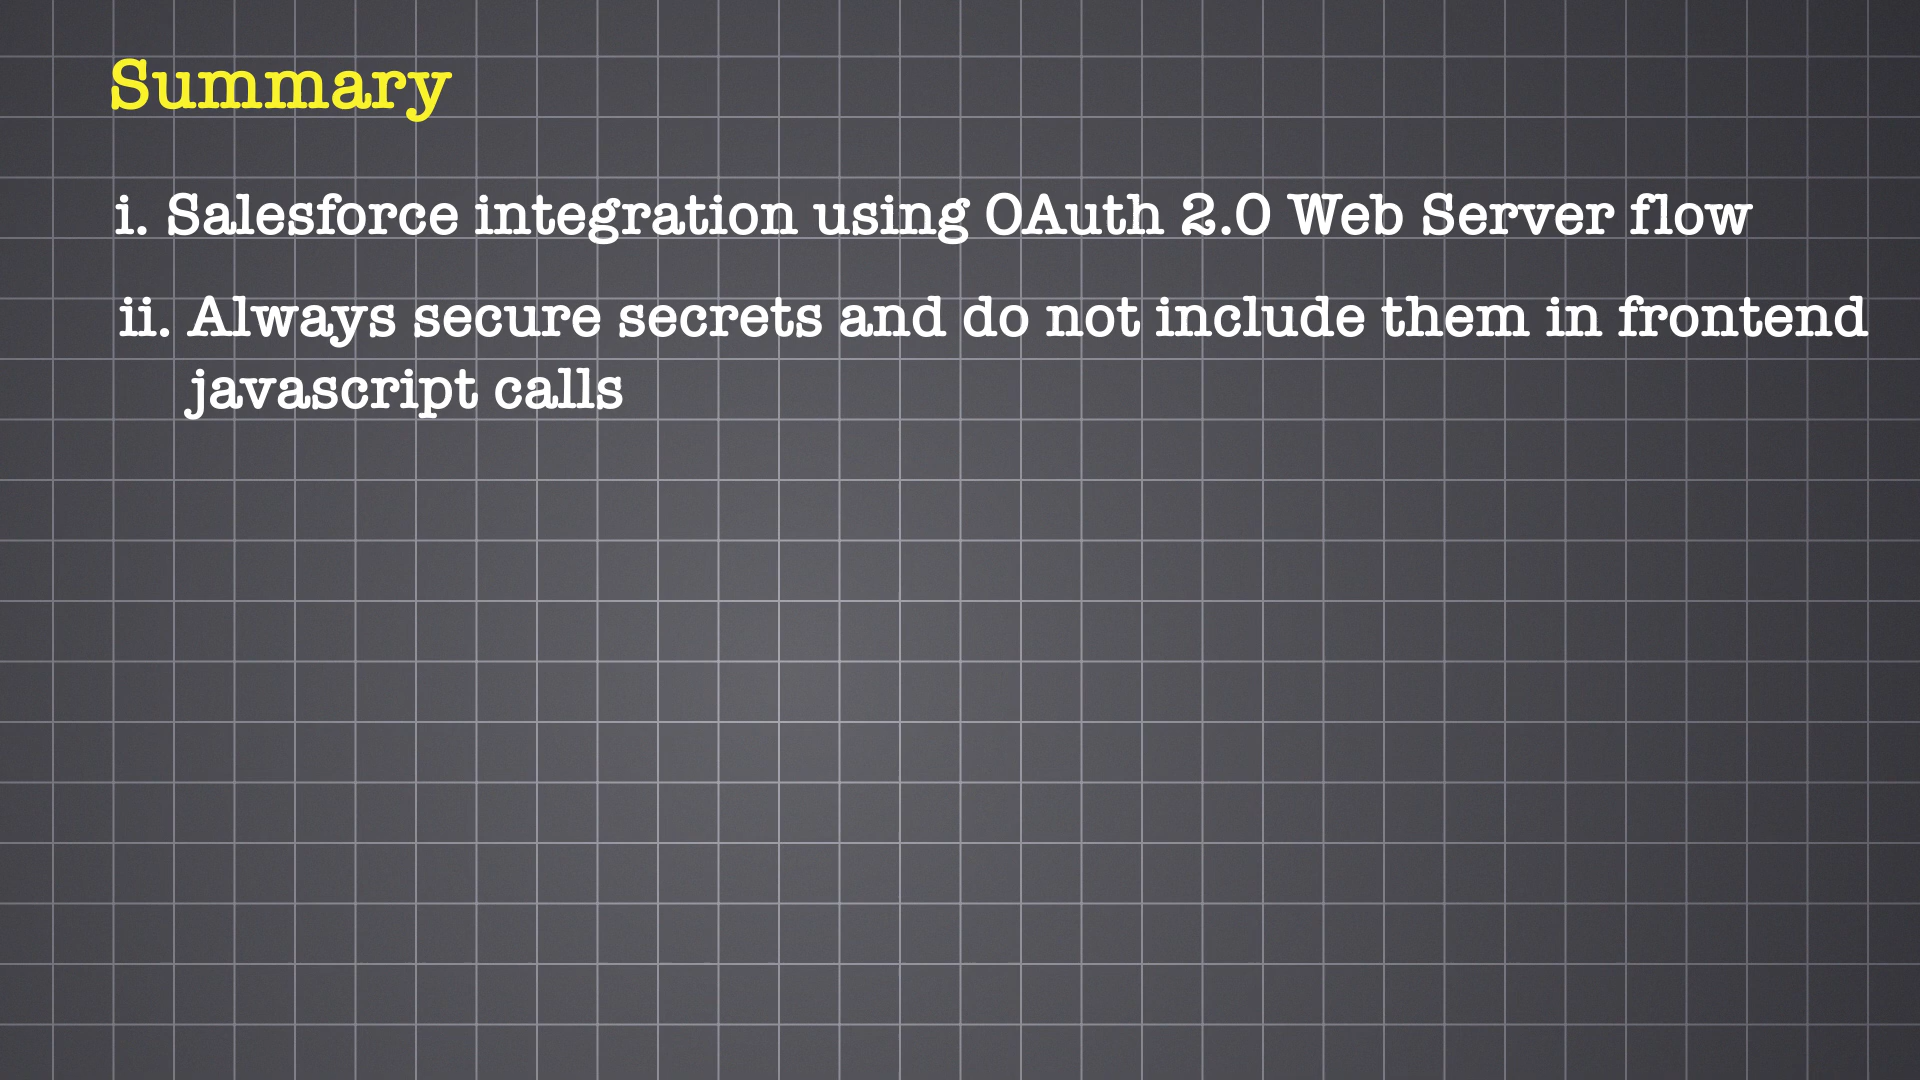 Summary
i. Salesforce integration using OAuth 2.0 Web Server flow
ii. Always secure secrets and do not include them in frontend
javascript calls